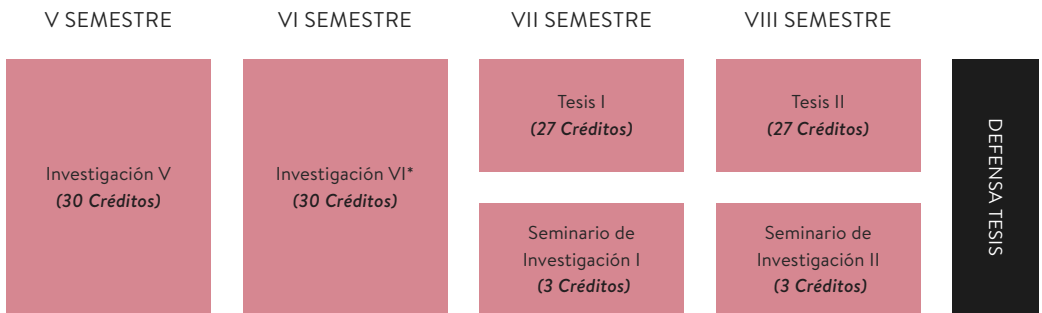 V SEMESTRE
VI SEMESTRE
VII SEMESTRE
VIII SEMESTRE
Investigación V
(30 Créditos)
Investigación VI*
(30 Créditos)
Tesis I
(27 Créditos)
Seminario de
Investigación I
(3 Créditos)
Tesis II
(27 Créditos)
Seminario de
Investigación II
(3 Créditos)
DEFENSA TESIS